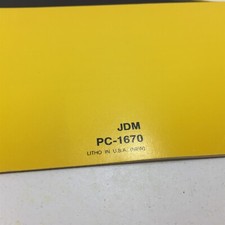 JDM
PC-1670
LITHO IN U.S.A.